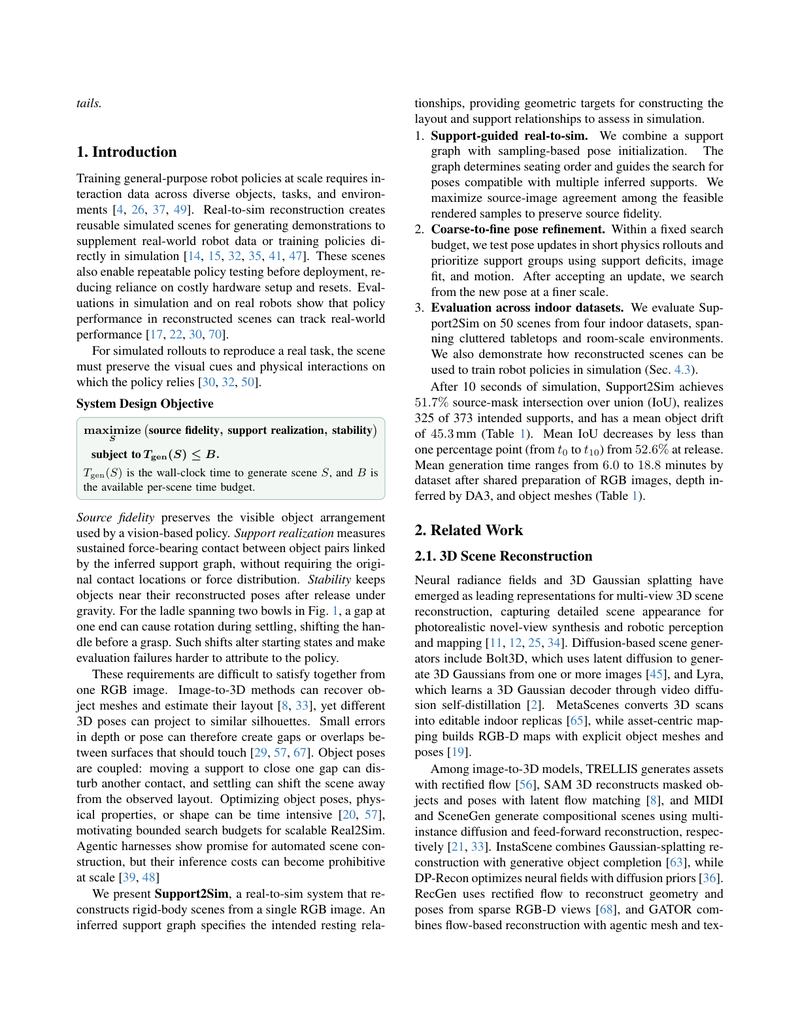 tails.
1. Introduction
Training general-purpose robot policies at scale requires in-
teraction data across diverse objects, tasks, and environ-
ments [4, 26, 37, 49]. Real-to-sim reconstruction creates
reusable simulated scenes for generating demonstrations to
supplement real-world robot data or training policies di-
rectly in simulation [14, 15, 32, 35, 41, 47]. These scenes
also enable repeatable policy testing before deployment, re-
ducing reliance on costly hardware setup and resets. Eval-
uations in simulation and on real robots show that policy
performance in reconstructed scenes can track real-world
performance [17, 22, 30, 70].
For simulated rollouts to reproduce a real task, the scene
must preserve the visual cues and physical interactions on
which the policy relies [30, 32, 50].
System Design Objective
maximize (source fidelity, support realization, stability)
S
subject to T_gen(S) ≤ B.
T_gen(S) is the wall-clock time to generate scene S, and B is
the available per-scene time budget.
Source fidelity preserves the visible object arrangement
used by a vision-based policy. Support realization measures
sustained force-bearing contact between object pairs linked
by the inferred support graph, without requiring the origi-
nal contact locations or force distribution. Stability keeps
objects near their reconstructed poses after release under
gravity. For the ladle spanning two bowls in Fig. 1, a gap at
one end can cause rotation during settling, shifting the han-
dle before a grasp. Such shifts alter starting states and make
evaluation failures harder to attribute to the policy.
These requirements are difficult to satisfy together from
one RGB image. Image-to-3D methods can recover ob-
ject meshes and estimate their layout [8, 33], yet different
3D poses can project to similar silhouettes. Small errors
in depth or pose can therefore create gaps or overlaps be-
tween surfaces that should touch [29, 57, 67]. Object poses
are coupled: moving a support to close one gap can dis-
turb another contact, and settling can shift the scene away
from the observed layout. Optimizing object poses, phys-
ical properties, or shape can be time intensive [20, 57],
motivating bounded search budgets for scalable Real2Sim.
Agentic harnesses show promise for automated scene con-
struction, but their inference costs can become prohibitive
at scale [39, 48]
We present Support2Sim, a real-to-sim system that re-
constructs rigid-body scenes from a single RGB image. An
inferred support graph specifies the intended resting rela-
tionships, providing geometric targets for constructing the
layout and support relationships to assess in simulation.
1. Support-guided real-to-sim. We combine a support
graph with sampling-based pose initialization. The
graph determines seating order and guides the search for
poses compatible with multiple inferred supports. We
maximize source-image agreement among the feasible
rendered samples to preserve source fidelity.
2. Coarse-to-fine pose refinement. Within a fixed search
budget, we test pose updates in short physics rollouts and
prioritize support groups using support deficits, image
fit, and motion. After accepting an update, we search
from the new pose at a finer scale.
3. Evaluation across indoor datasets. We evaluate Sup-
port2Sim on 50 scenes from four indoor datasets, span-
ning cluttered tabletops and room-scale environments.
We also demonstrate how reconstructed scenes can be
used to train robot policies in simulation (Sec. 4.3).
After 10 seconds of simulation, Support2Sim achieves
51.7% source-mask intersection over union (IoU), realizes
325 of 373 intended supports, and has a mean object drift
of 45.3 mm (Table 1). Mean IoU decreases by less than
one percentage point (from t0 to t10) from 52.6% at release.
Mean generation time ranges from 6.0 to 18.8 minutes by
dataset after shared preparation of RGB images, depth in-
ferred by DA3, and object meshes (Table 1).
2. Related Work
2.1. 3D Scene Reconstruction
Neural radiance fields and 3D Gaussian splatting have
emerged as leading representations for multi-view 3D scene
reconstruction, capturing detailed scene appearance for
photorealistic novel-view synthesis and robotic perception
and mapping [11, 12, 25, 34]. Diffusion-based scene gener-
ators include Bolt3D, which uses latent diffusion to gener-
ate 3D Gaussians from one or more images [45], and Lyra,
which learns a 3D Gaussian decoder through video diffu-
sion self-distillation [2]. MetaScenes converts 3D scans
into editable indoor replicas [65], while asset-centric map-
ping builds RGB-D maps with explicit object meshes and
poses [19].
Among image-to-3D models, TRELLIS generates assets
with rectified flow [56], SAM 3D reconstructs masked ob-
jects and poses with latent flow matching [8], and MIDI
and SceneGen generate compositional scenes using multi-
instance diffusion and feed-forward reconstruction, respec-
tively [21, 33]. InstaScene combines Gaussian-splatting re-
construction with generative object completion [63], while
DP-Recon optimizes neural fields with diffusion priors [36].
RecGen uses rectified flow to reconstruct geometry and
poses from sparse RGB-D views [68], and GATOR com-
bines flow-based reconstruction with agentic mesh and tex-